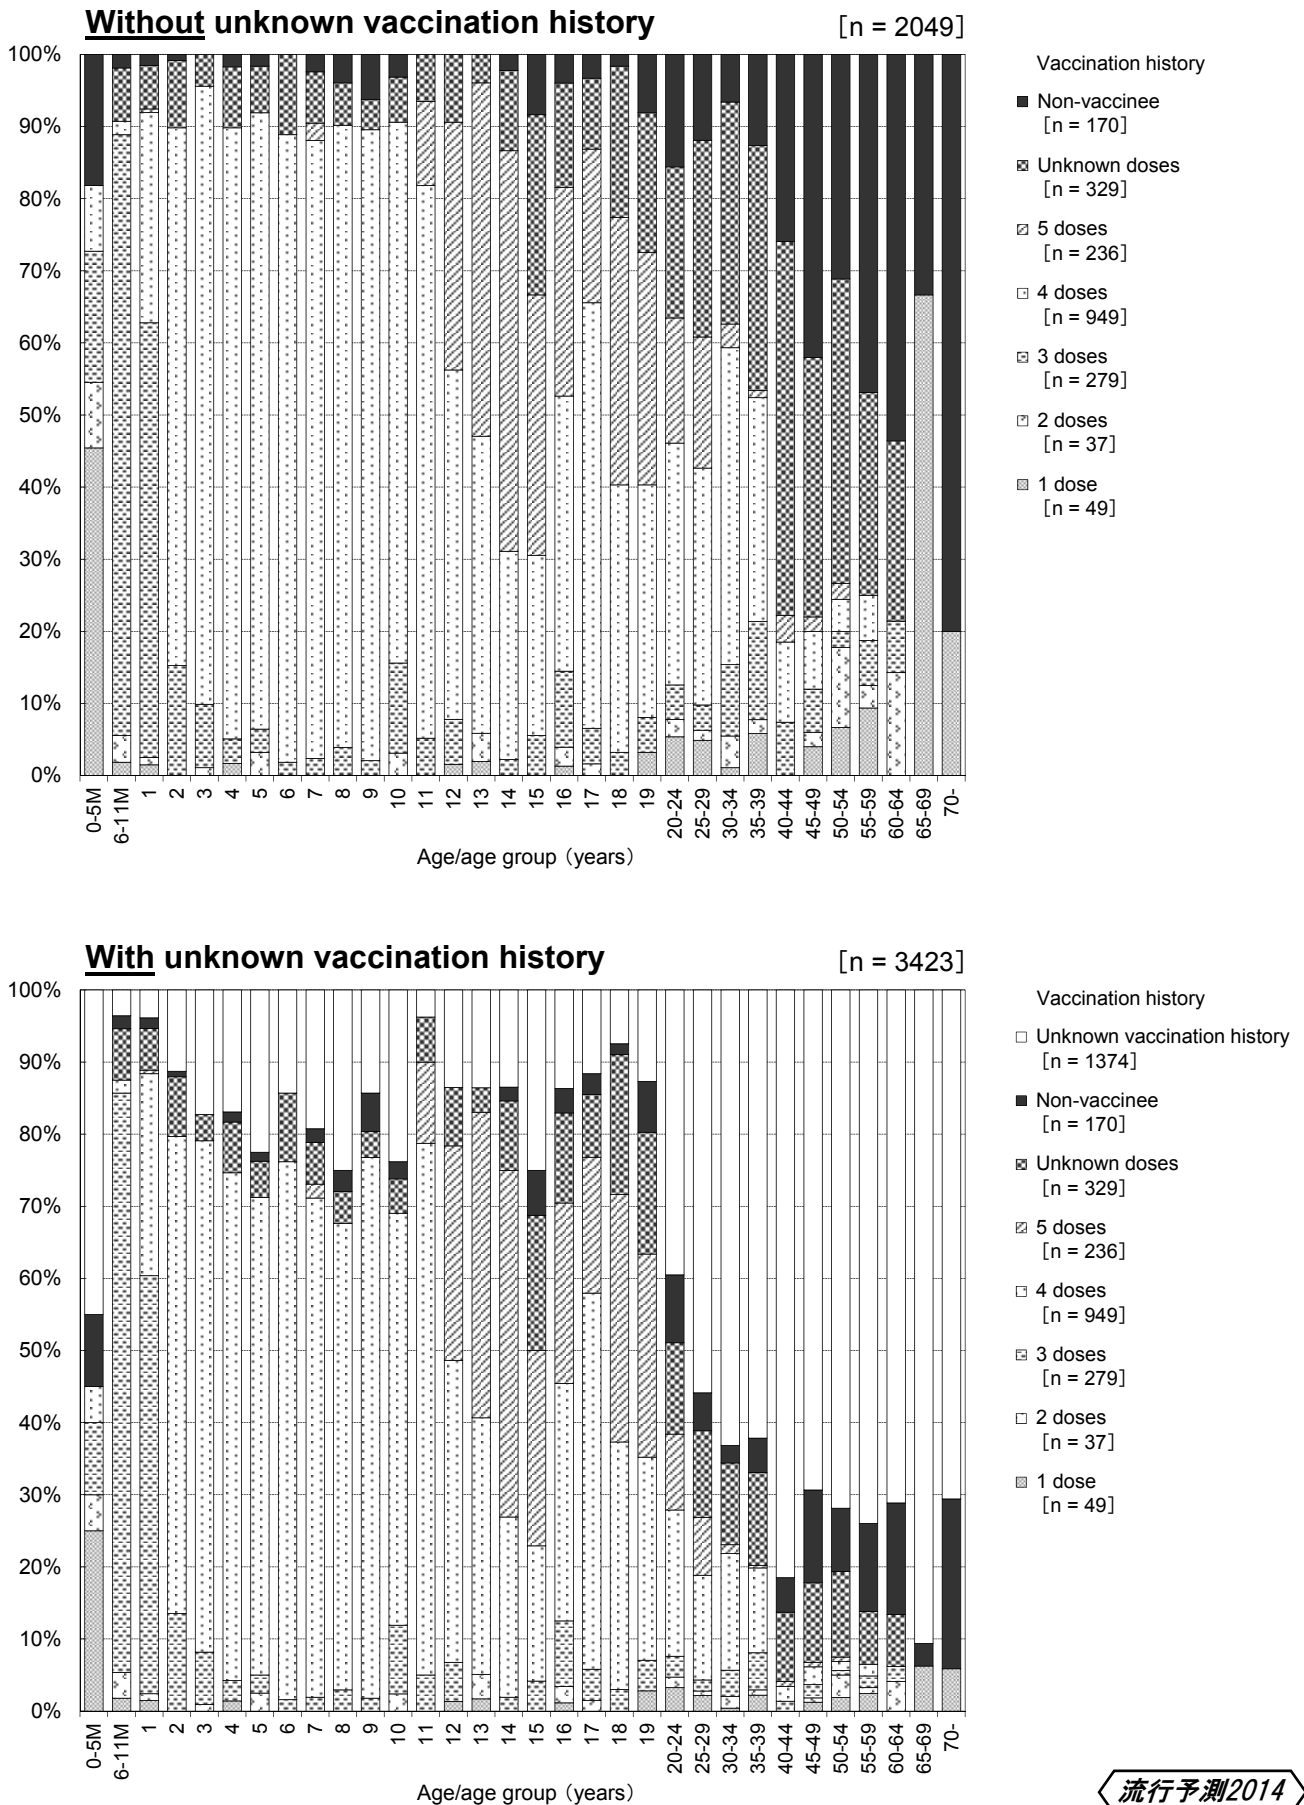 Without unknown vaccination history [n = 2049]
100%
90%
80%
70%
60%
50%
40%
30%
20%
10%
0%
0-5M 6-11M 1 2 3 4 5 6 7 8 9 10 11 12 13 14 15 16 17 18 19 20-24 25-29 30-34 35-39 40-44 45-49 50-54 55-59 60-64 65-69 70-
Age/age group（years）
Vaccination history
Non-vaccinee
［n = 170］
Unknown doses
［n = 329］
5 doses
［n = 236］
4 doses
［n = 949］
3 doses
［n = 279］
2 doses
［n = 37］
1 dose
［n = 49］
With unknown vaccination history [n = 3423]
100%
90%
80%
70%
60%
50%
40%
30%
20%
10%
0%
0-5M 6-11M 1 2 3 4 5 6 7 8 9 10 11 12 13 14 15 16 17 18 19 20-24 25-29 30-34 35-39 40-44 45-49 50-54 55-59 60-64 65-69 70-
Age/age group（years）
Vaccination history
Unknown vaccination history
［n = 1374］
Non-vaccinee
［n = 170］
Unknown doses
［n = 329］
5 doses
［n = 236］
4 doses
［n = 949］
3 doses
［n = 279］
2 doses
［n = 37］
1 dose
［n = 49］
流行予測2014